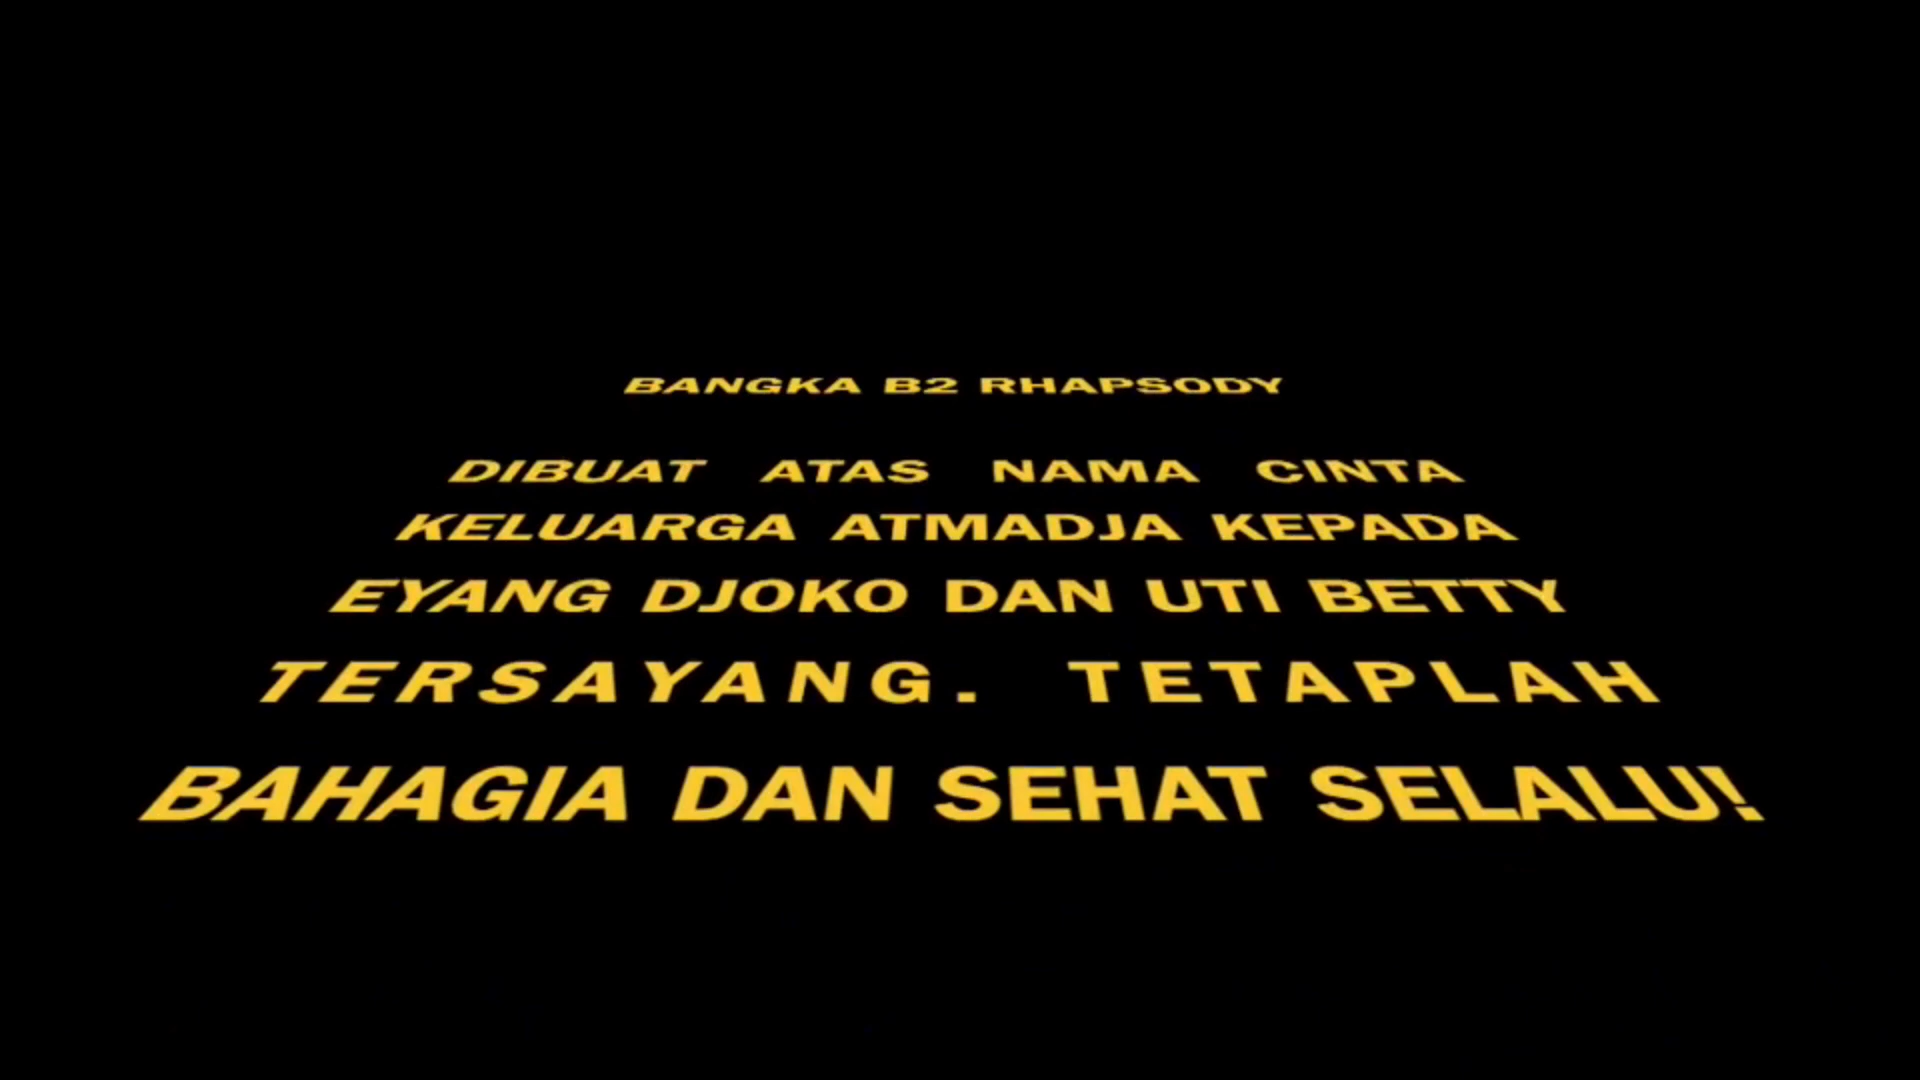 BANGKA B2 RHAPSODY
DIBUAT ATAS NAMA CINTA
KELUARGA ATMADJA KEPADA
EYANG DJOKO DAN UTI BETTY
TERSAYANG. TETAPLAH
BAHAGIA DAN SEHAT SELALU!